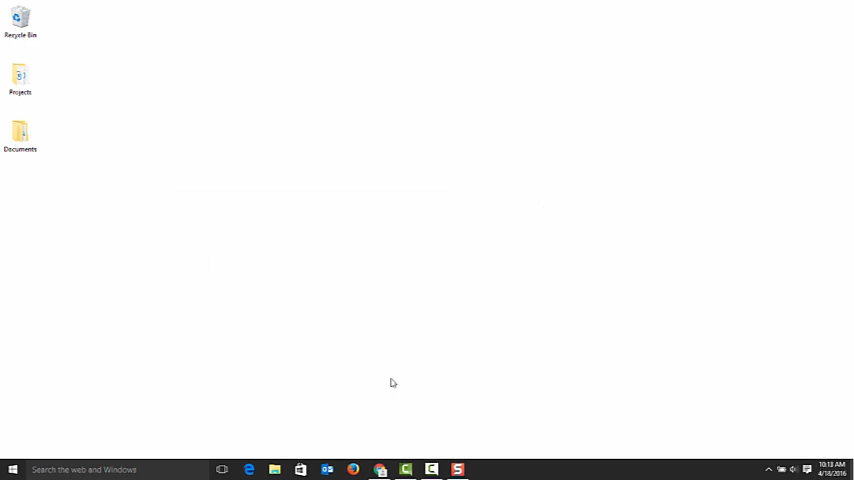 Recycle Bin
Projects
Documents
Search the web and Windows
10:13 AM
4/18/2016